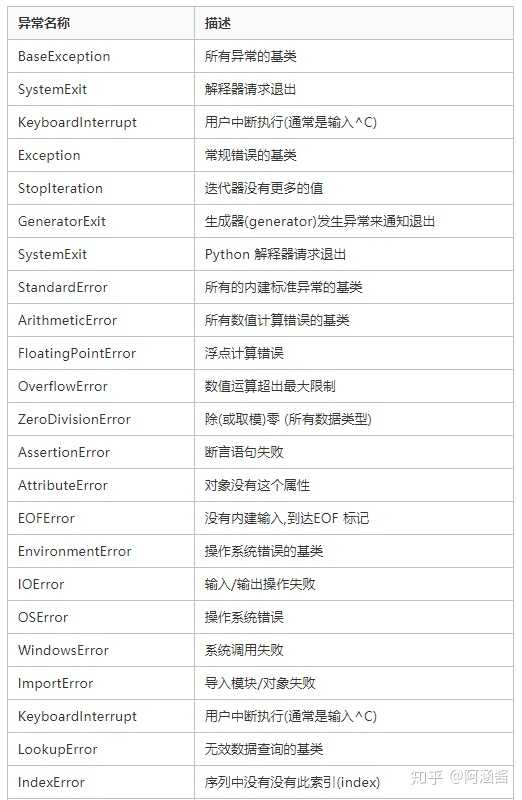 异常名称 描述
BaseException 所有异常的基类
SystemExit 解释器请求退出
KeyboardInterrupt 用户中断执行(通常是输入^C)
Exception 常规错误的基类
StopIteration 迭代器没有更多的值
GeneratorExit 生成器(generator)发生异常来通知退出
SystemExit Python 解释器请求退出
StandardError 所有的内建标准异常的基类
ArithmeticError 所有数值计算错误的基类
FloatingPointError 浮点计算错误
OverflowError 数值运算超出最大限制
ZeroDivisionError 除(或取模)零 (所有数据类型)
AssertionError 断言语句失败
AttributeError 对象没有这个属性
EOFError 没有内建输入,到达EOF 标记
EnvironmentError 操作系统错误的基类
IOError 输入/输出操作失败
OSError 操作系统错误
WindowsError 系统调用失败
ImportError 导入模块/对象失败
KeyboardInterrupt 用户中断执行(通常是输入^C)
LookupError 无效数据查询的基类
IndexError 序列中没有没有此索引(index)
知乎 @阿涵酱